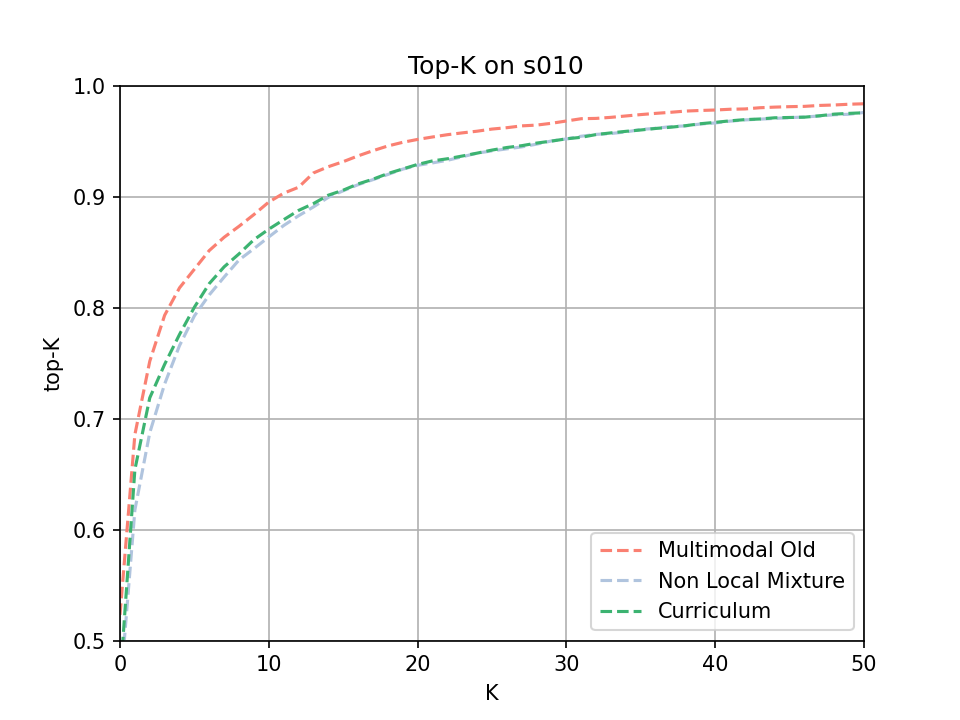 Top-K on s010
1.0
0.9
0.8
0.7
0.6
0.5
top-K
0 10 20 30 40 50
K
Multimodal Old
Non Local Mixture
Curriculum